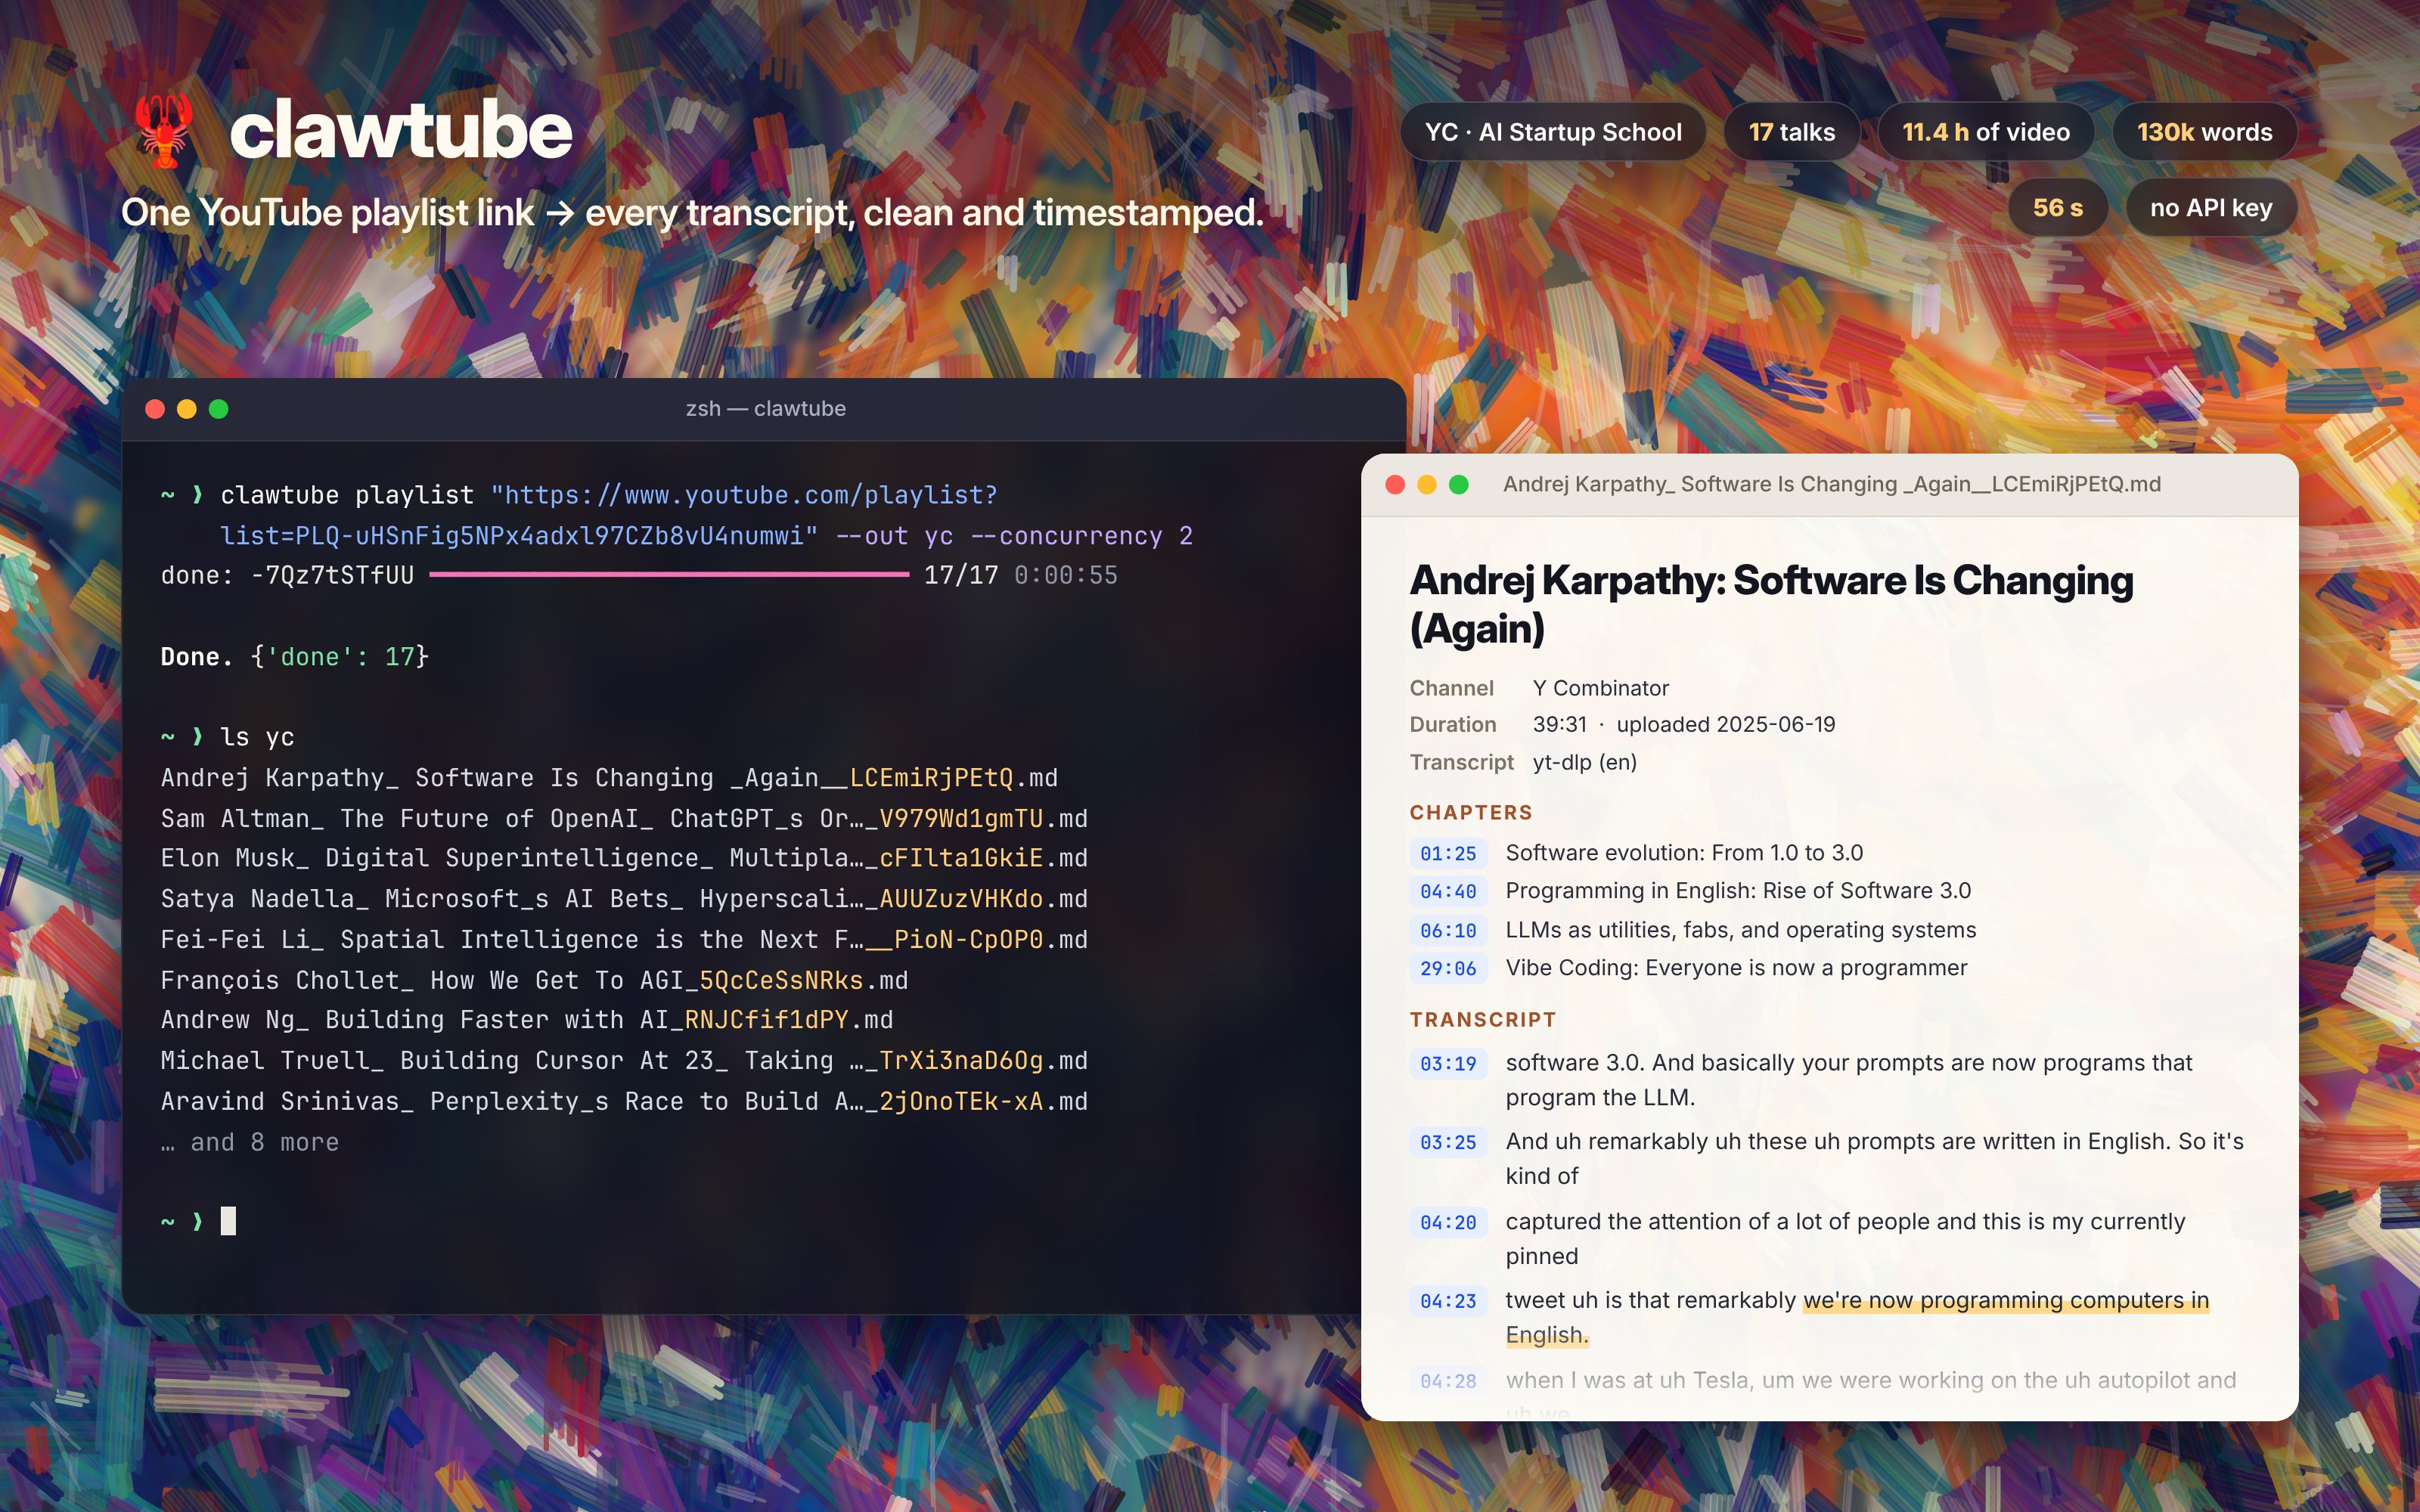 🦞 clawtube
One YouTube playlist link → every transcript, clean and timestamped.
YC · AI Startup School
17 talks
11.4 h of video
130k words
56 s
no API key
zsh — clawtube
~ ❯ clawtube playlist "https://www.youtube.com/playlist?
list=PLQ-uHSnFig5NPx4adxl97CZb8vU4numwi" --out yc --concurrency 2
done: -7Qz7tSTfUU ━━━━━━━━━━━━━━━━ 17/17 0:00:55
Done. {'done': 17}
~ ❯ ls yc
Andrej Karpathy_ Software Is Changing _Again__LCEmiRjPEtQ.md
Sam Altman_ The Future of OpenAI_ ChatGPT_s Or…_V979Wd1gmTU.md
Elon Musk_ Digital Superintelligence_ Multipla…_cFIlta1GkiE.md
Satya Nadella_ Microsoft_s AI Bets_ Hyperscali…_AUUZuzVHKdo.md
Fei-Fei Li_ Spatial Intelligence is the Next F…__PioN-CpOP0.md
François Chollet_ How We Get To AGI_5QcCeSsNRks.md
Andrew Ng_ Building Faster with AI_RNJCfif1dPY.md
Michael Truell_ Building Cursor At 23_ Taking …_TrXi3naD6Og.md
Aravind Srinivas_ Perplexity_s Race to Build A…_2jOnoTEk-xA.md
… and 8 more
~ ❯
Andrej Karpathy_ Software Is Changing _Again__LCEmiRjPEtQ.md
Andrej Karpathy: Software Is Changing
(Again)
Channel Y Combinator
Duration 39:31 · uploaded 2025-06-19
Transcript yt-dlp (en)
CHAPTERS
01:25 Software evolution: From 1.0 to 3.0
04:40 Programming in English: Rise of Software 3.0
06:10 LLMs as utilities, fabs, and operating systems
29:06 Vibe Coding: Everyone is now a programmer
TRANSCRIPT
03:19 software 3.0. And basically your prompts are now programs that
program the LLM.
03:25 And uh remarkably uh these uh prompts are written in English. So it's
kind of
04:20 captured the attention of a lot of people and this is my currently
pinned
04:23 tweet uh is that remarkably we're now programming computers in
English.
04:28 when I was at uh Tesla, um we were working on the uh autopilot and
uh we